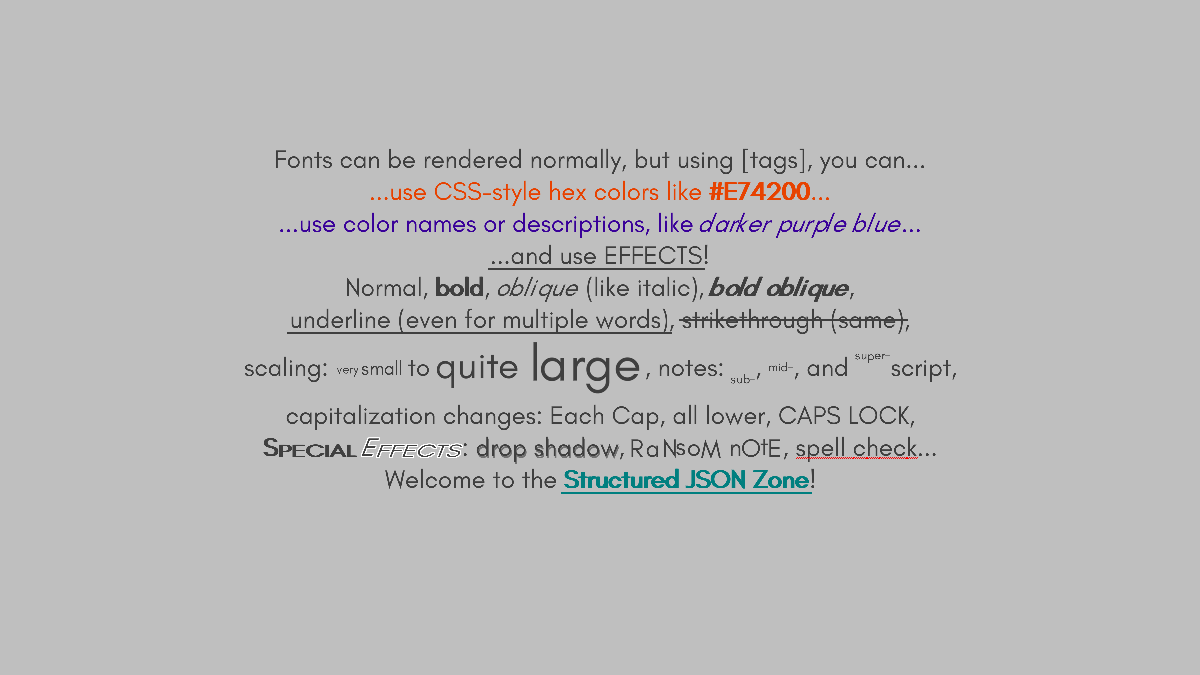 Fonts can be rendered normally, but using [tags], you can...
...use CSS-style hex colors like #E74200...
...use color names or descriptions, like darker purple blue...
...and use EFFECTS!
Normal, bold, oblique (like italic), bold oblique,
underline (even for multiple words), strikethrough (same),
scaling: very small to quite large, notes: sub-, mid-, and super-script,
capitalization changes: Each Cap, all lower, CAPS LOCK,
Special Effects: drop shadow, RaNsoM nOtE, spell check...
Welcome to the Structured JSON Zone!